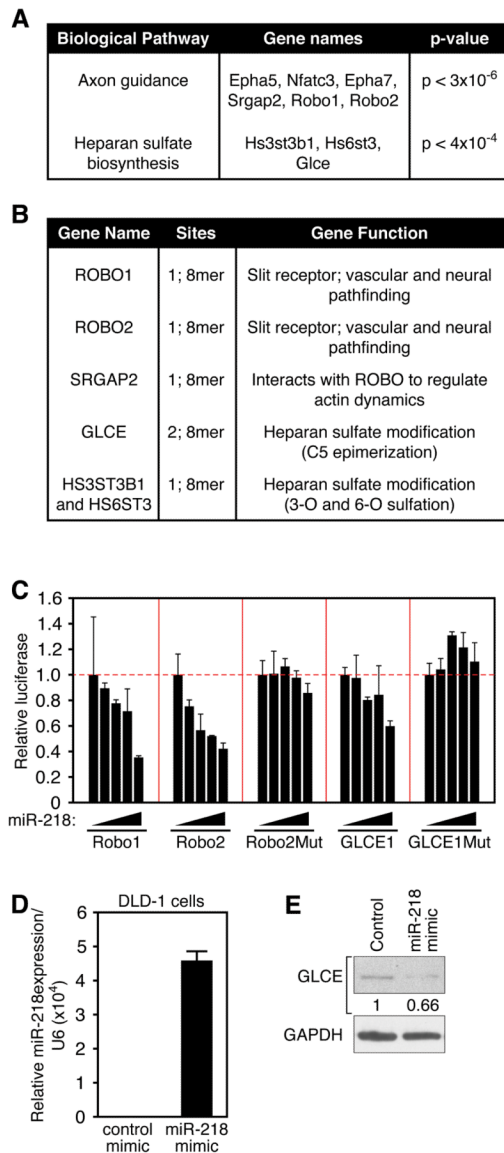 A
Biological Pathway Gene names p-value
Axon guidance Epha5, Nfatc3, Epha7, p < 3x10-6
Srgap2, Robo1, Robo2
Heparan sulfate Hs3st3b1, Hs6st3, p < 4x10-4
biosynthesis Glce
B
Gene Name Sites Gene Function
ROBO1 1; 8mer Slit receptor; vascular and neural
pathfinding
ROBO2 1; 8mer Slit receptor; vascular and neural
pathfinding
SRGAP2 1; 8mer Interacts with ROBO to regulate
actin dynamics
GLCE 2; 8mer Heparan sulfate modification
(C5 epimerization)
HS3ST3B1 1; 8mer Heparan sulfate modification
and HS6ST3 (3-O and 6-O sulfation)
C
Relative luciferase
1.6
1.4
1.2
1.0
0.8
0.6
0.4
0.2
0
miR-218:
Robo1 Robo2 Robo2Mut GLCE1 GLCE1Mut
D
DLD-1 cells
Relative miR-218expression/
U6 (x104)
6
5
4
3
2
1
0
control miR-218
mimic mimic
E
Control
miR-218
mimic
GLCE
1 0.66
GAPDH